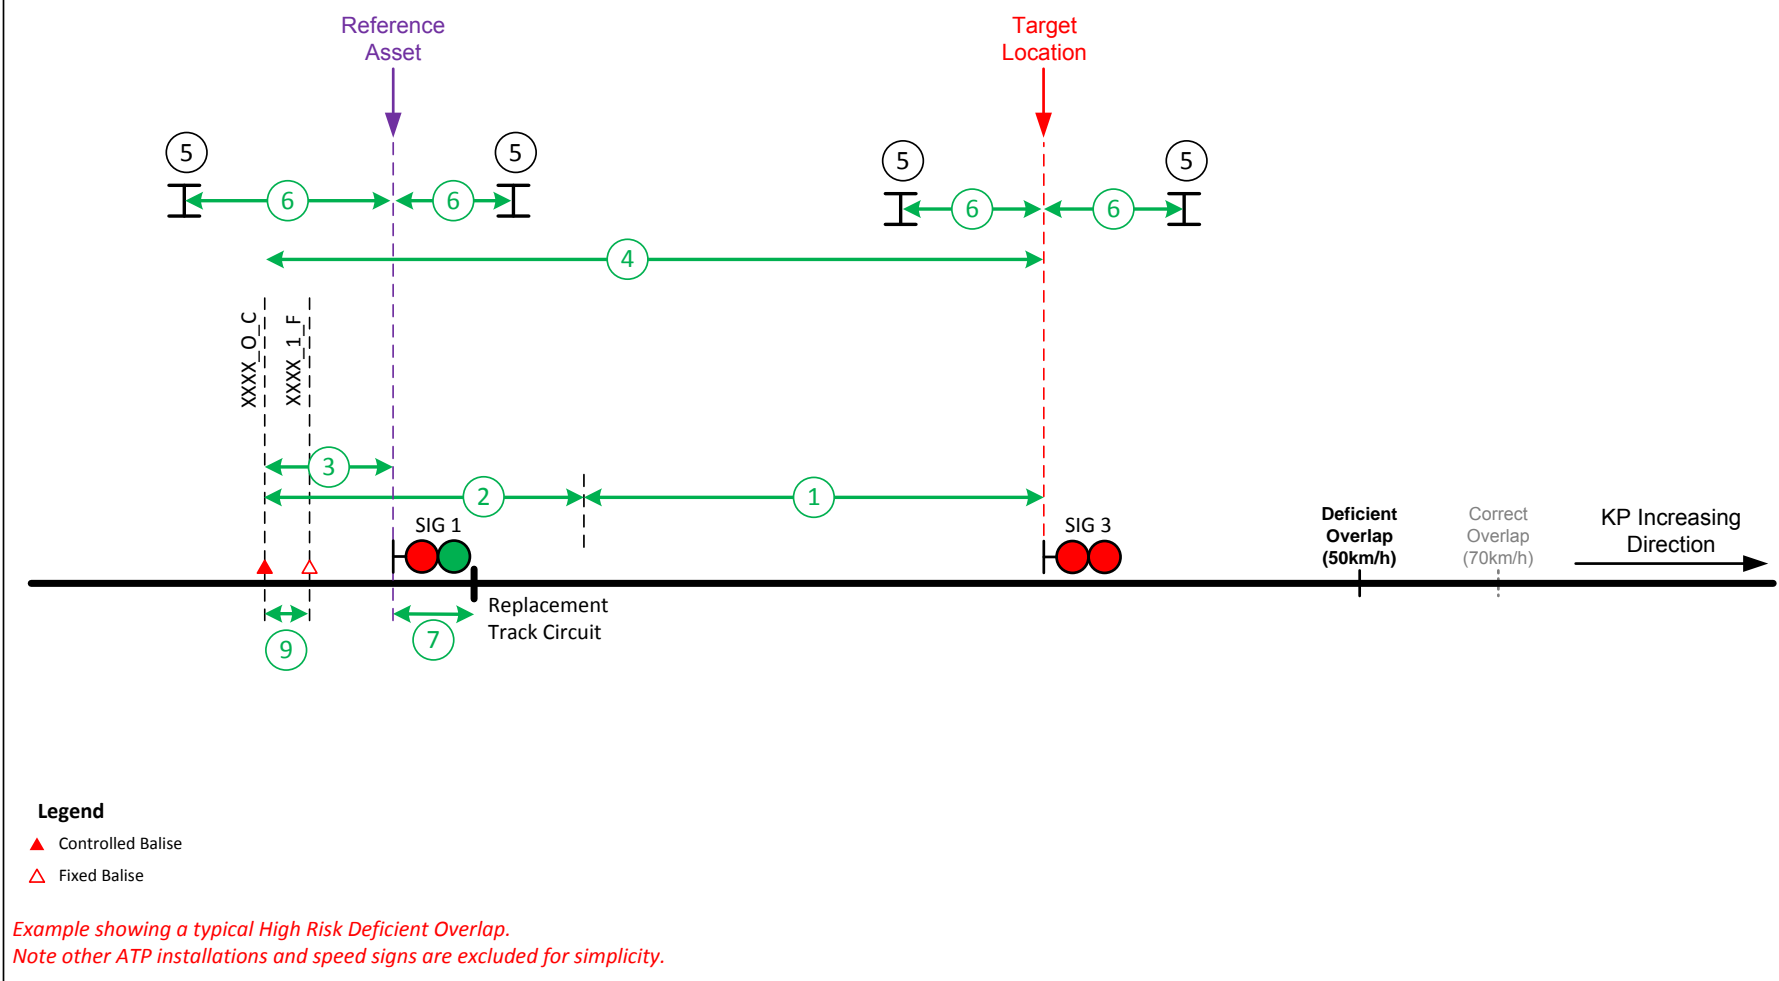 Reference
Asset
Target
Location
5
5
5
5
6
6
6
6
4
XXXX_O_C
XXXX_1_F
3
2
1
SIG 1
SIG 3
Deficient
Overlap
(50km/h)
Correct
Overlap
(70km/h)
KP Increasing
Direction
Replacement
Track Circuit
9
7
Legend
Controlled Balise
Fixed Balise
Example showing a typical High Risk Deficient Overlap.
Note other ATP installations and speed signs are excluded for simplicity.